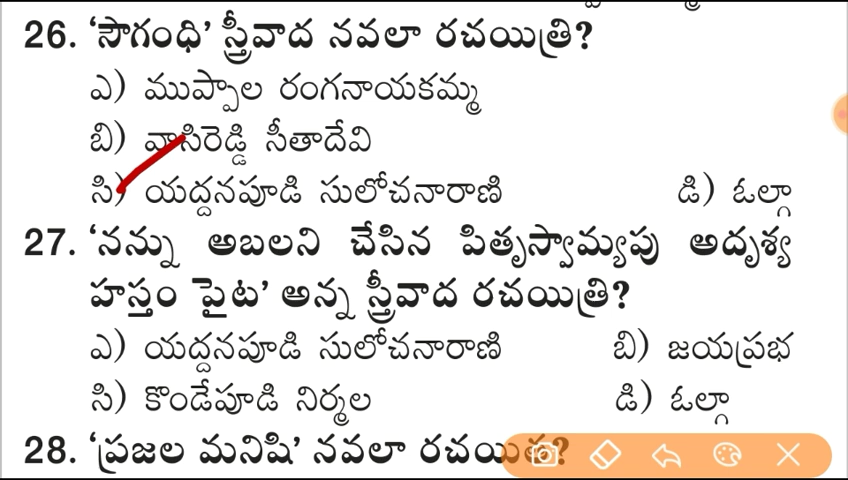 26. ‘సౌగంధి’ స్త్రీవాద నవలా రచయిత్రి?
ఎ) ముప్పాల రంగనాయకమ్మ
బి) వాసిరెడ్డి సీతాదేవి
సి) యద్దనపూడి సులోచనారాణి డి) ఓల్గా
27. ‘నన్ను అబలని చేసిన పితృస్వామ్యపు అదృశ్య
హస్తం పైట’ అన్న స్త్రీవాద రచయిత్రి?
ఎ) యద్దనపూడి సులోచనారాణి బి) జయప్రభ
సి) కొండేపూడి నిర్మల డి) ఓల్గా
28. ‘ప్రజల మనిషి’ నవలా రచయిత?